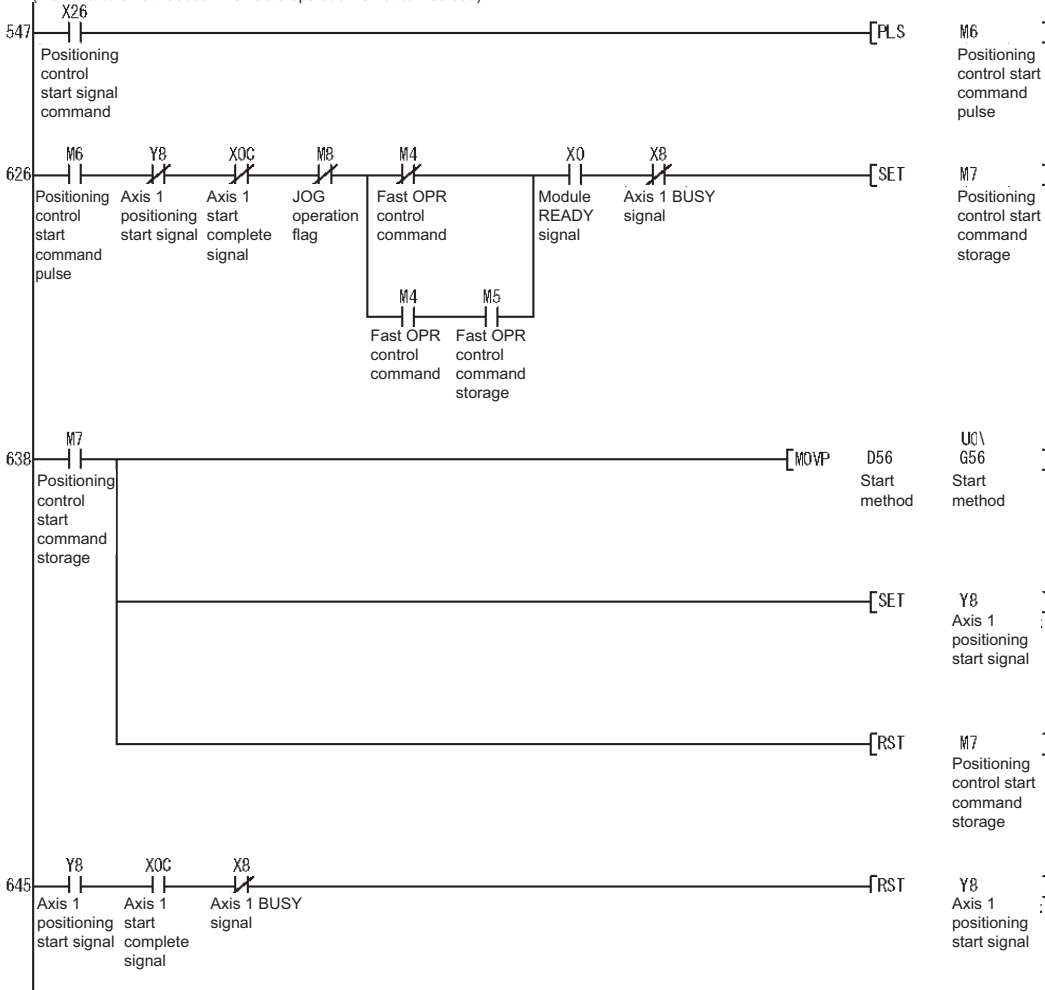 X26
547
[PLS M6 ]
Positioning
control
start signal
command
Positioning
control start
command
pulse
M6 Y8 X0C M8 M4 X0 X8
626
[SET M7 ]
Positioning
control
start
command
pulse
Axis 1
positioning
start signal
Axis 1
start
complete
signal
JOG
operation
flag
Fast OPR
control
command
Module
READY
signal
Axis 1 BUSY
signal
Positioning
control start
command
storage
M4 M5
Fast OPR
control
command
Fast OPR
control
command
storage
M7
638
U0\
[MOVP D56 G56 ]
Positioning
control
start
command
storage
Start
method
Start
method
[SET Y8 ]
Axis 1
positioning
start signal
[RST M7 ]
Positioning
control start
command
storage
Y8 X0C X8
645
[RST Y8 ]
Axis 1
positioning
start signal
Axis 1
start
complete
signal
Axis 1 BUSY
signal
Axis 1
positioning
start signal